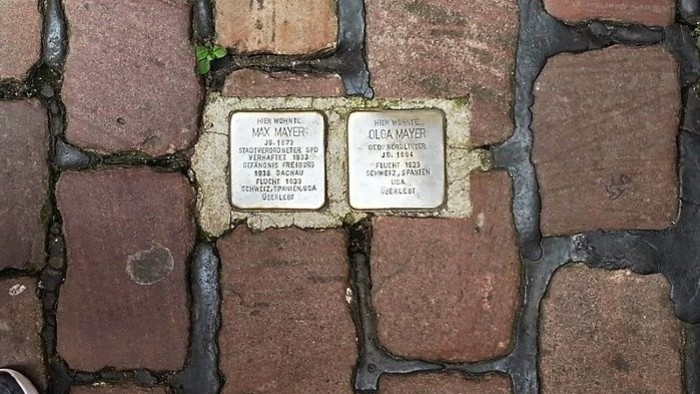 HIER WOHNTE
MAX MAYER
JG. 1873
STADTVERORDNETER SPD
VERHAFTET 1933
GEFÄNGNIS FREIBURG
1938 DACHAU
FLUCHT 1939
SCHWEIZ, SPANIEN, USA
ÜBERLEBT
HIER WOHNTE
OLGA MAYER
GEB. NÖRDLINGER
JG. 1884
FLUCHT 1939
SCHWEIZ, SPANIEN
USA
ÜBERLEBT